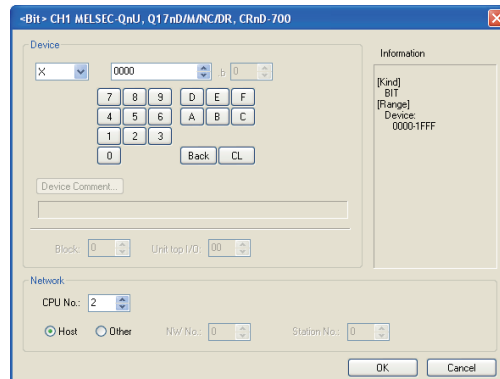 <Bit> CH1 MELSEC-QnU, Q17nD/M/NC/DR, CRnD-700
Device
X 0000 b 0
7 8 9 D E F
4 5 6 A B C
1 2 3
0 Back CL
Device Comment...
Block: 0 Unit top I/O: 00
Information
[Kind]
BIT
[Range]
Device:
0000-1FFF
Network
CPU No.: 2
Host Other NW No.: 0 Station No.: 0
OK Cancel